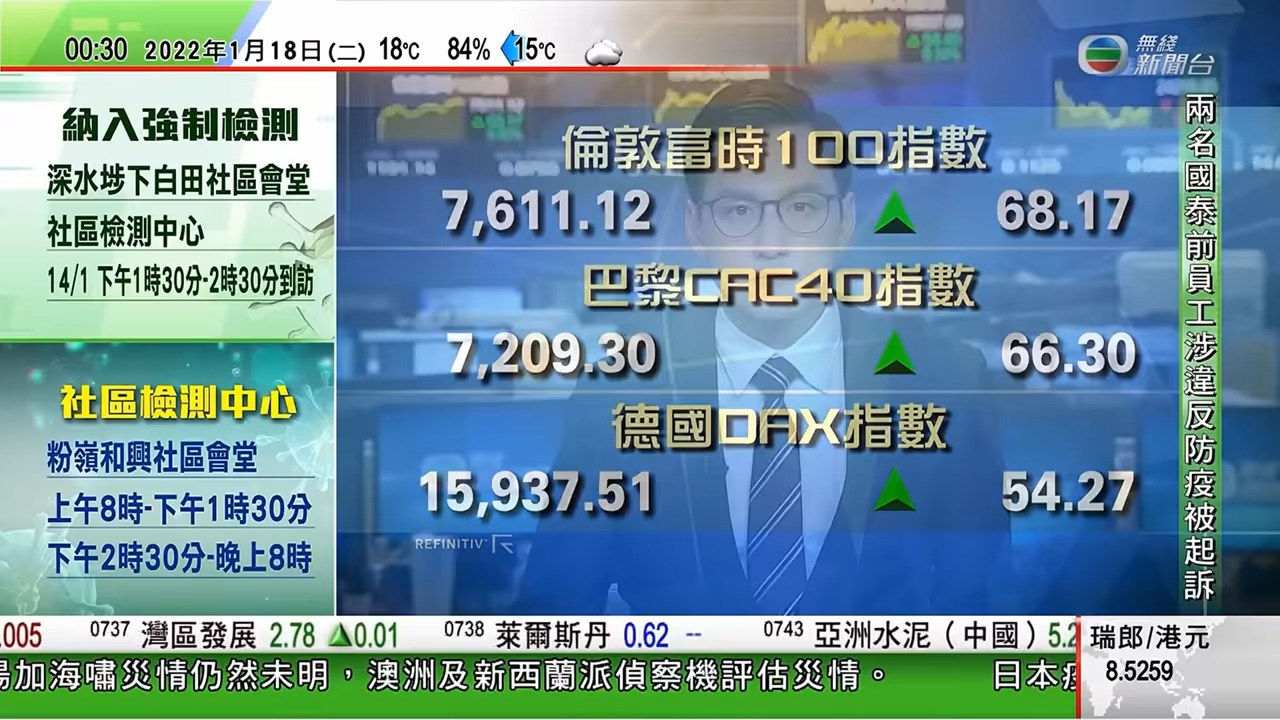 00:30 2022年1月18日(二) 18℃ 84% 15℃
無綫
新聞台
納入強制檢測
深水埗下白田社區會堂
社區檢測中心
14/1 下午1時30分-2時30分到訪
社區檢測中心
粉嶺和興社區會堂
上午8時-下午1時30分
下午2時30分-晚上8時
倫敦富時100指數
7,611.12 ▲ 68.17
巴黎CAC40指數
7,209.30 ▲ 66.30
德國DAX指數
15,937.51 ▲ 54.27
REFINITIV
兩名國泰前員工涉違反防疫被起訴
.005 0737 灣區發展 2.78 ▲0.01 0738 萊爾斯丹 0.62 -- 0743 亞洲水泥(中國) 5.2
瑞郎/港元
8.5259
湯加海嘯災情仍然未明，澳洲及新西蘭派偵察機評估災情。 日本疫